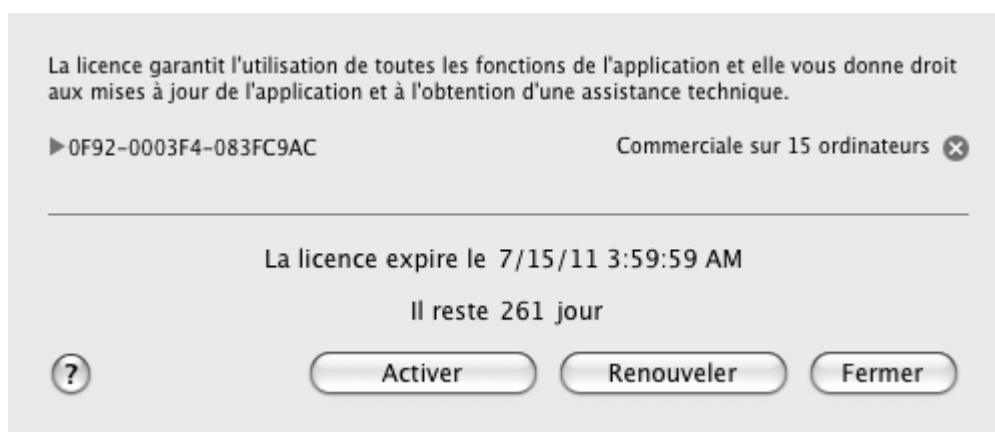 La licence garantit l'utilisation de toutes les fonctions de l'application et elle vous donne droit
aux mises à jour de l'application et à l'obtention d'une assistance technique.
0F92-0003F4-083FC9AC Commerciale sur 15 ordinateurs
La licence expire le 7/15/11 3:59:59 AM
Il reste 261 jour
? Activer Renouveler Fermer